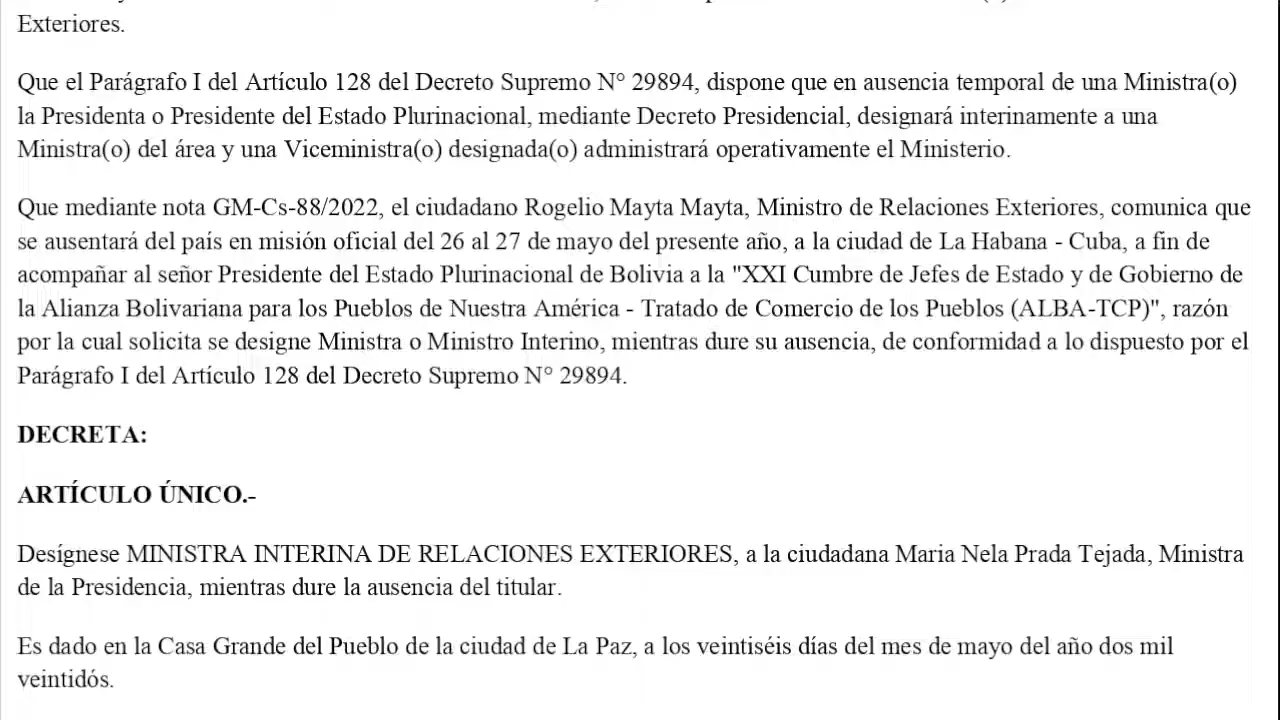 Exteriores.
Que el Parágrafo I del Artículo 128 del Decreto Supremo N° 29894, dispone que en ausencia temporal de una Ministra(o)
la Presidenta o Presidente del Estado Plurinacional, mediante Decreto Presidencial, designará interinamente a una
Ministra(o) del área y una Viceministra(o) designada(o) administrará operativamente el Ministerio.
Que mediante nota GM-Cs-88/2022, el ciudadano Rogelio Mayta Mayta, Ministro de Relaciones Exteriores, comunica que
se ausentará del país en misión oficial del 26 al 27 de mayo del presente año, a la ciudad de La Habana - Cuba, a fin de
acompañar al señor Presidente del Estado Plurinacional de Bolivia a la "XXI Cumbre de Jefes de Estado y de Gobierno de
la Alianza Bolivariana para los Pueblos de Nuestra América - Tratado de Comercio de los Pueblos (ALBA-TCP)", razón
por la cual solicita se designe Ministra o Ministro Interino, mientras dure su ausencia, de conformidad a lo dispuesto por el
Parágrafo I del Artículo 128 del Decreto Supremo N° 29894.
DECRETA:
ARTÍCULO ÚNICO.-
Desígnese MINISTRA INTERINA DE RELACIONES EXTERIORES, a la ciudadana Maria Nela Prada Tejada, Ministra
de la Presidencia, mientras dure la ausencia del titular.
Es dado en la Casa Grande del Pueblo de la ciudad de La Paz, a los veintiséis días del mes de mayo del año dos mil
veintidós.